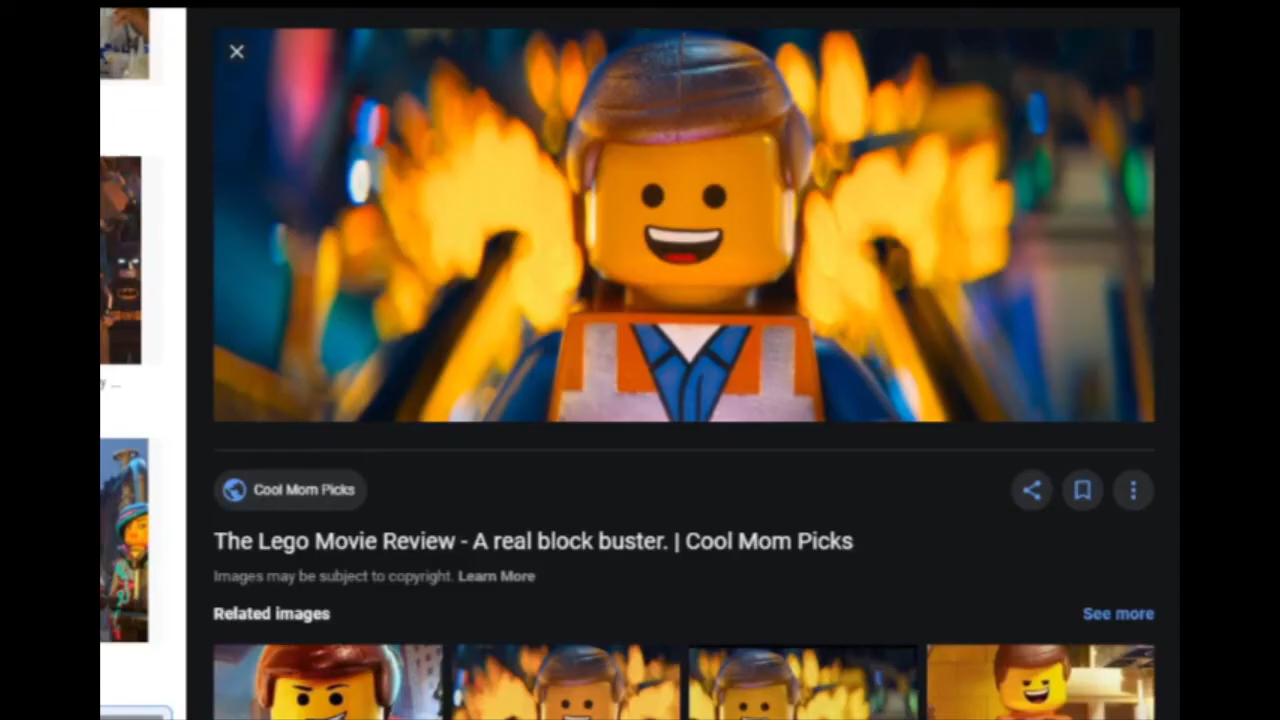 Cool Mom Picks
The Lego Movie Review - A real block buster. | Cool Mom Picks
Images may be subject to copyright. Learn More
Related images
See more